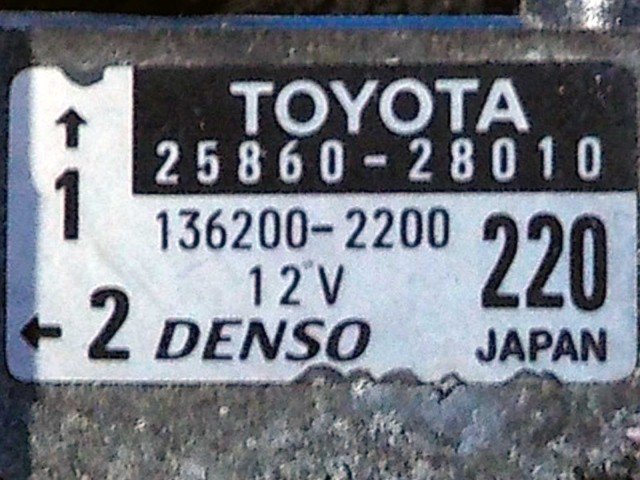 TOYOTA
25860-28010
↑
1
136200-2200
12V
220
← 2
DENSO
JAPAN